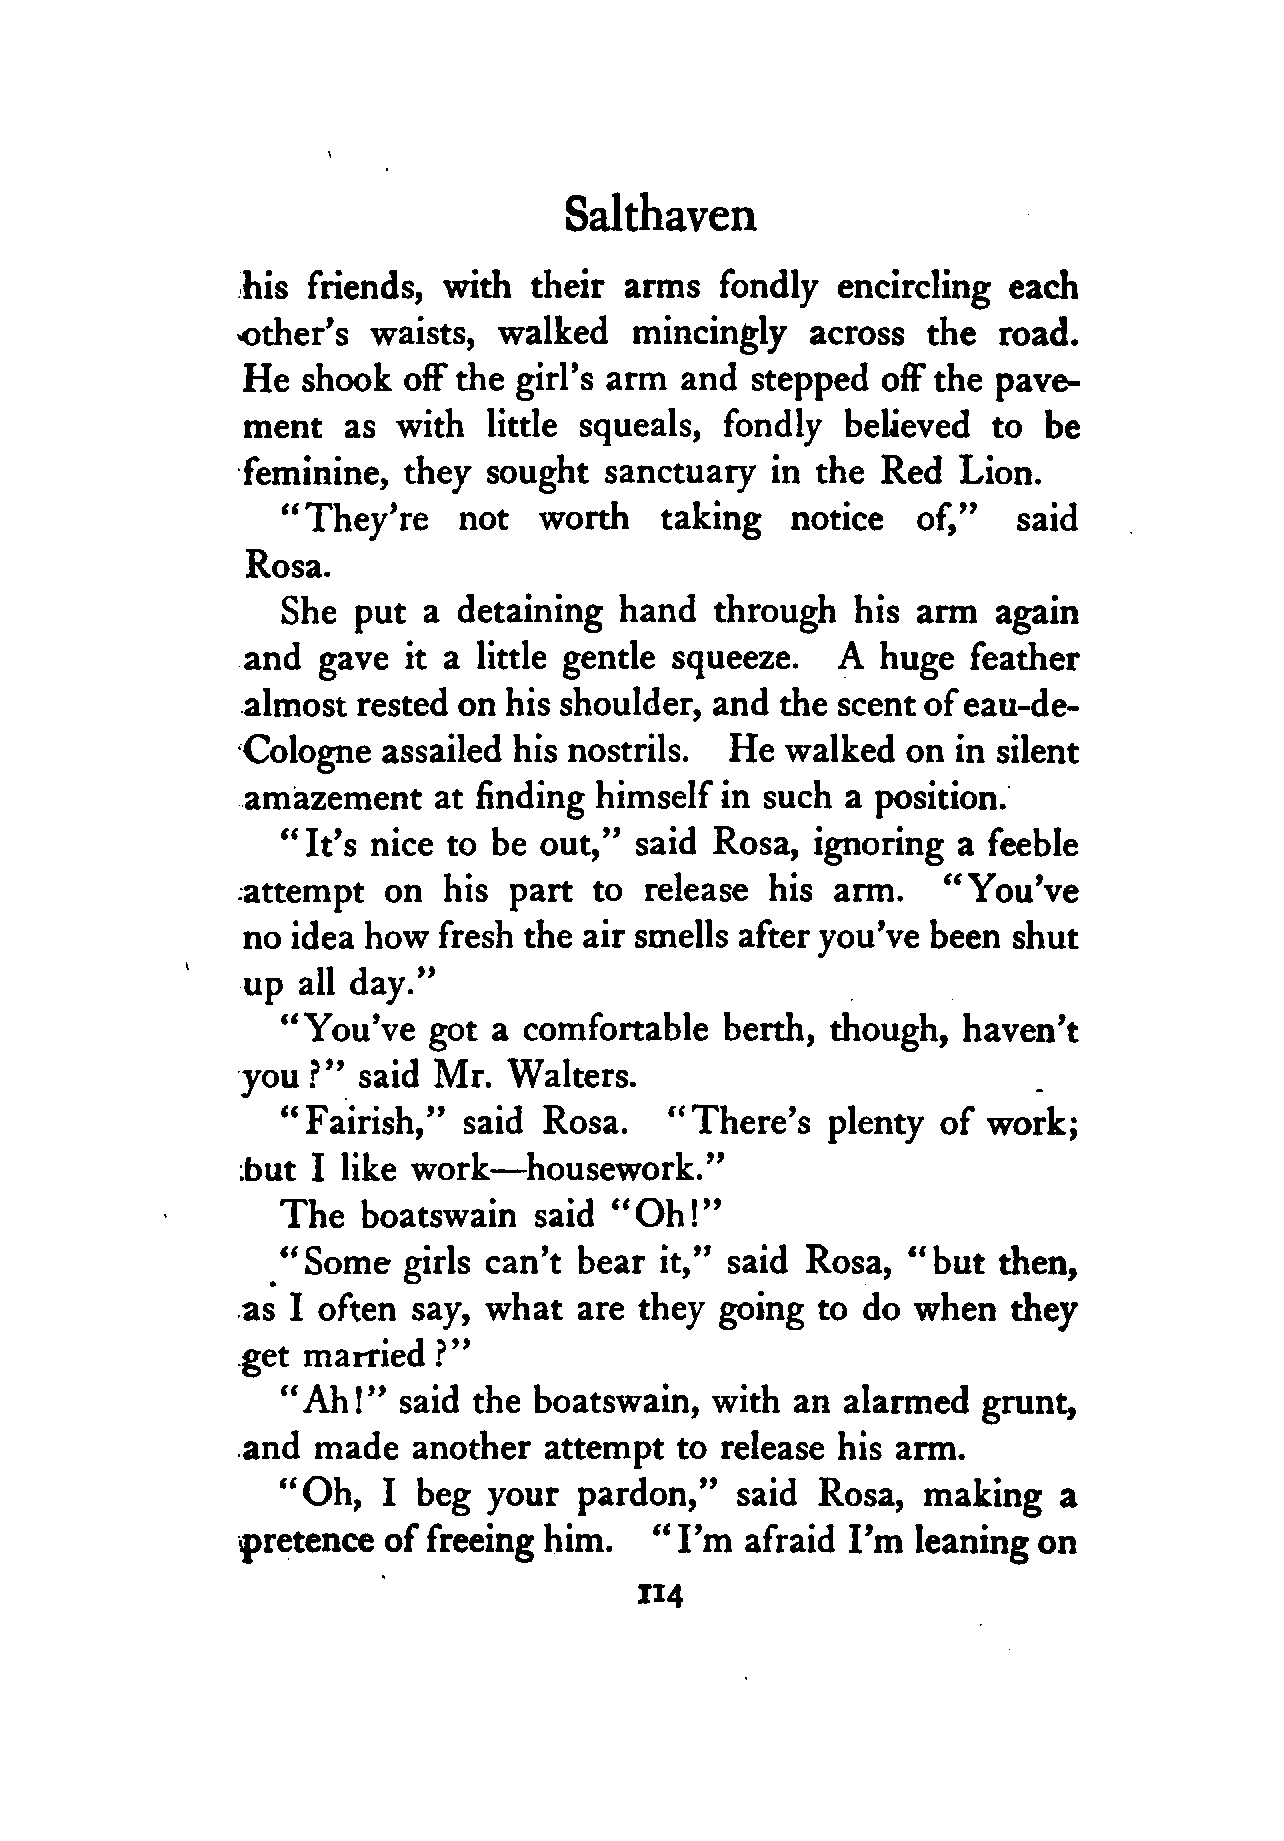 Salthaven
his friends, with their arms fondly encircling each
other's waists, walked mincingly across the road.
He shook off the girl's arm and stepped off the pave-
ment as with little squeals, fondly believed to be
feminine, they sought sanctuary in the Red Lion.
"They're not worth taking notice of," said
Rosa.
She put a detaining hand through his arm again
and gave it a little gentle squeeze. A huge feather
almost rested on his shoulder, and the scent of eau-de-
Cologne assailed his nostrils. He walked on in silent
amazement at finding himself in such a position.
"It's nice to be out," said Rosa, ignoring a feeble
attempt on his part to release his arm. "You've
no idea how fresh the air smells after you've been shut
up all day."
"You've got a comfortable berth, though, haven't
you?" said Mr. Walters.
"Fairish," said Rosa. "There's plenty of work;
but I like work—housework."
The boatswain said "Oh!"
"Some girls can't bear it," said Rosa, "but then,
as I often say, what are they going to do when they
get married?"
"Ah!" said the boatswain, with an alarmed grunt,
and made another attempt to release his arm.
"Oh, I beg your pardon," said Rosa, making a
pretence of freeing him. "I'm afraid I'm leaning on
114